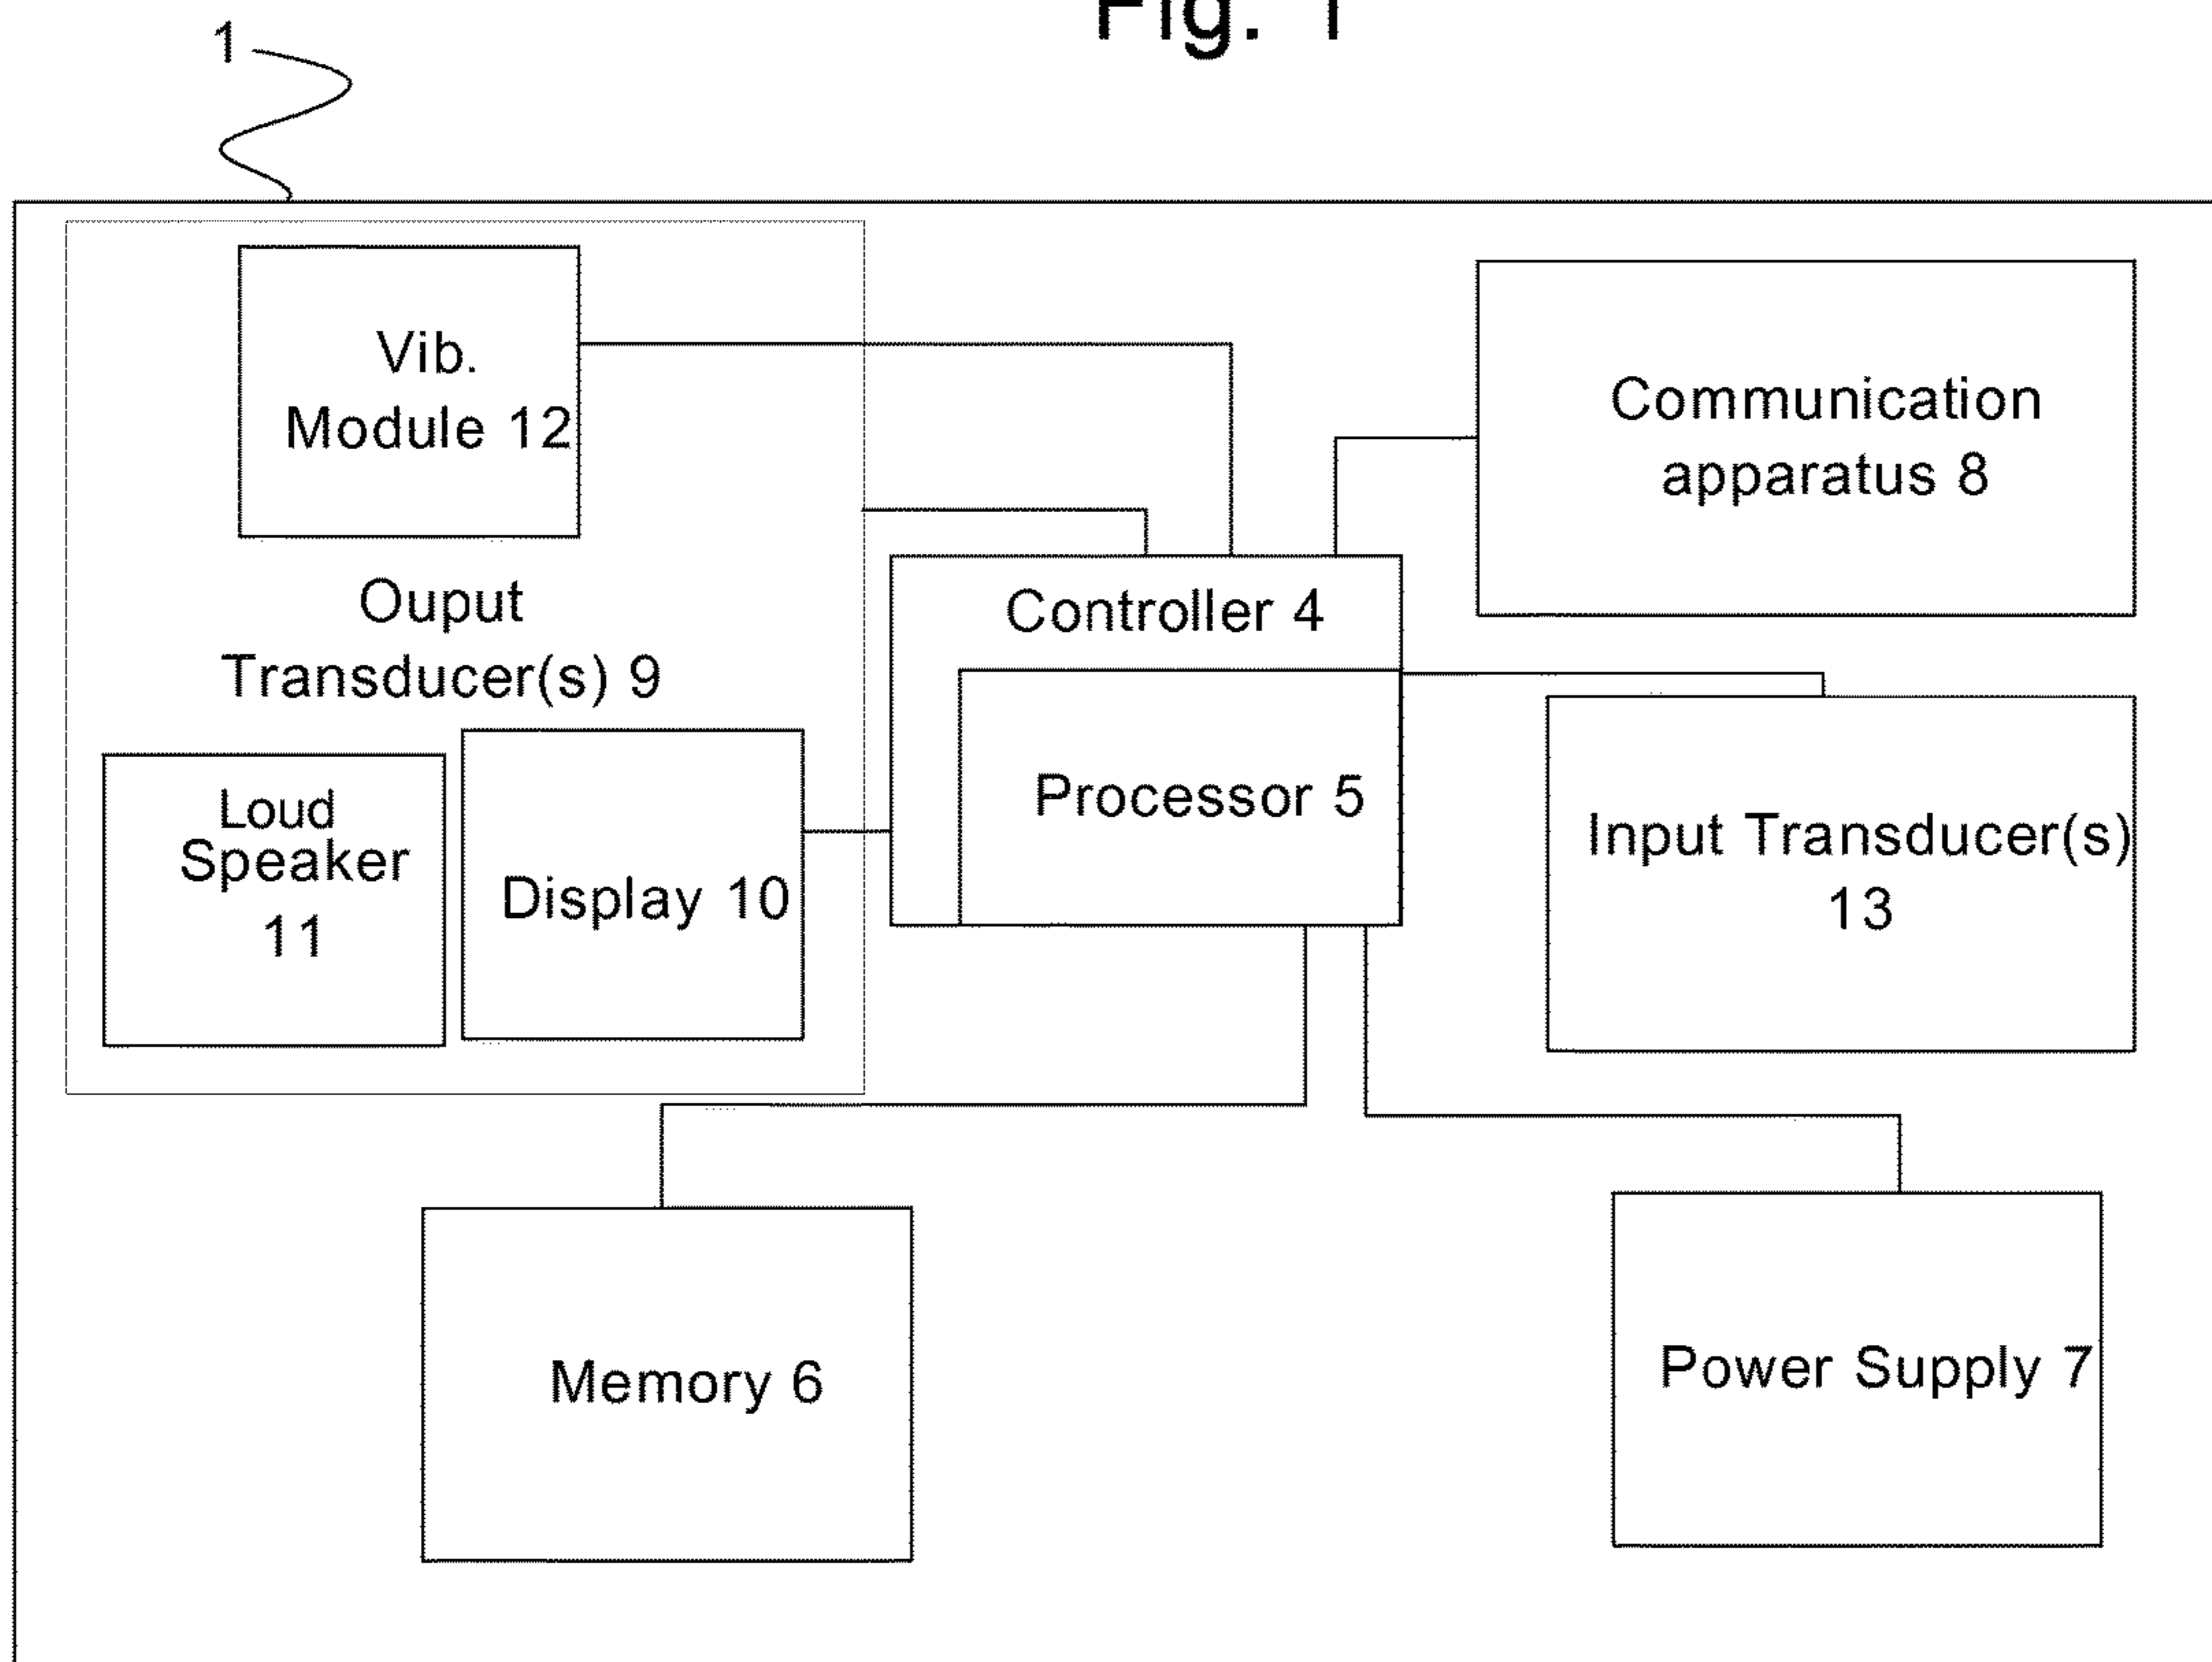 Fig. 1
1
Vib.
Module 12
Communication
apparatus 8
Ouput
Transducer(s) 9
Controller 4
Processor 5
Loud
Speaker
11
Display 10
Input Transducer(s)
13
Memory 6
Power Supply 7